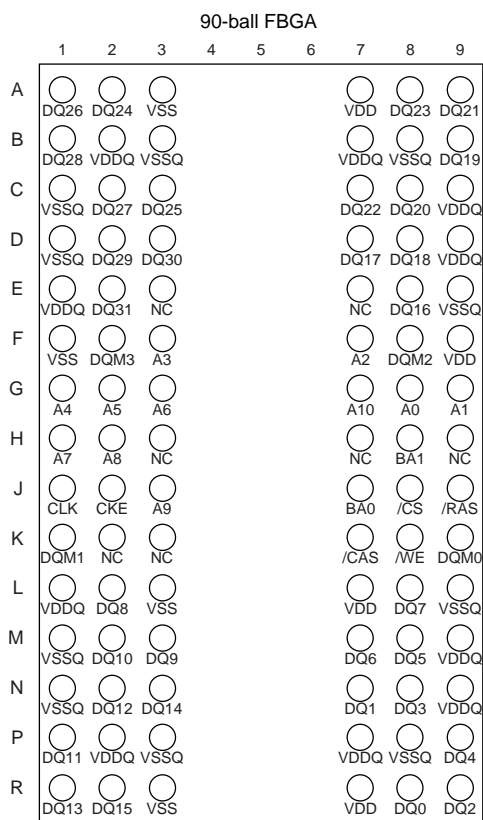 90-ball FBGA
1 2 3 4 5 6 7 8 9
A
DQ26 DQ24 VSS VDD DQ23 DQ21
B
DQ28 VDDQ VSSQ VDDQ VSSQ DQ19
C
VSSQ DQ27 DQ25 DQ22 DQ20 VDDQ
D
VSSQ DQ29 DQ30 DQ17 DQ18 VDDQ
E
VDDQ DQ31 NC NC DQ16 VSSQ
F
VSS DQM3 A3 A2 DQM2 VDD
G
A4 A5 A6 A10 A0 A1
H
A7 A8 NC NC BA1 NC
J
CLK CKE A9 BA0 /CS /RAS
K
DQM1 NC NC /CAS /WE DQM0
L
VDDQ DQ8 VSS VDD DQ7 VSSQ
M
VSSQ DQ10 DQ9 DQ6 DQ5 VDDQ
N
VSSQ DQ12 DQ14 DQ1 DQ3 VDDQ
P
DQ11 VDDQ VSSQ VDDQ VSSQ DQ4
R
DQ13 DQ15 VSS VDD DQ0 DQ2